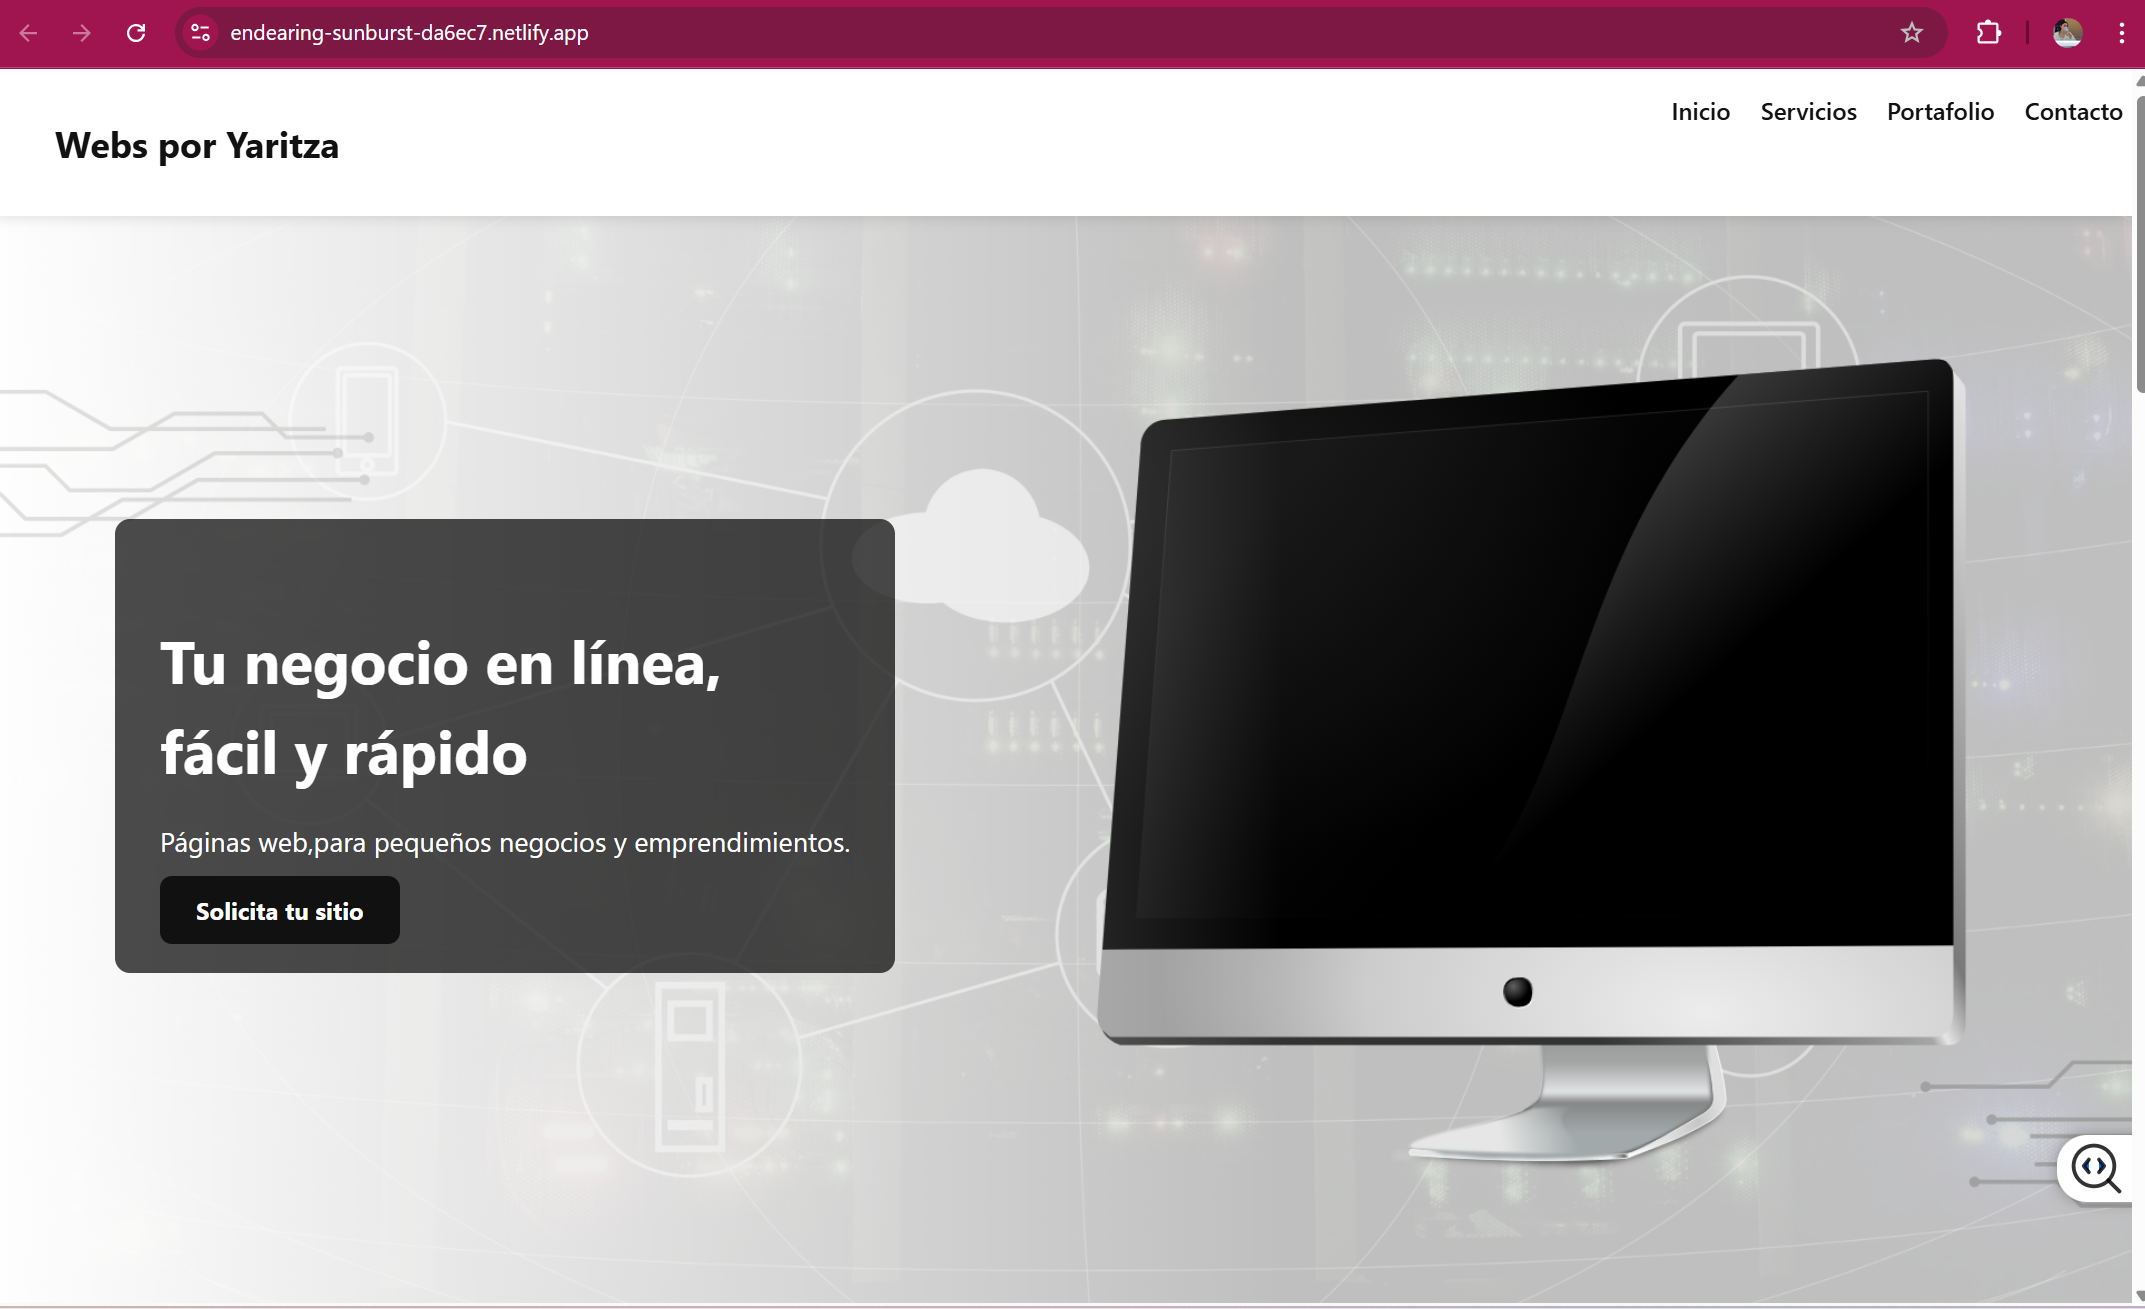 endearing-sunburst-da6ec7.netlify.app
Webs por Yaritza
Inicio Servicios Portafolio Contacto
Tu negocio en línea,
fácil y rápido
Páginas web,para pequeños negocios y emprendimientos.
Solicita tu sitio